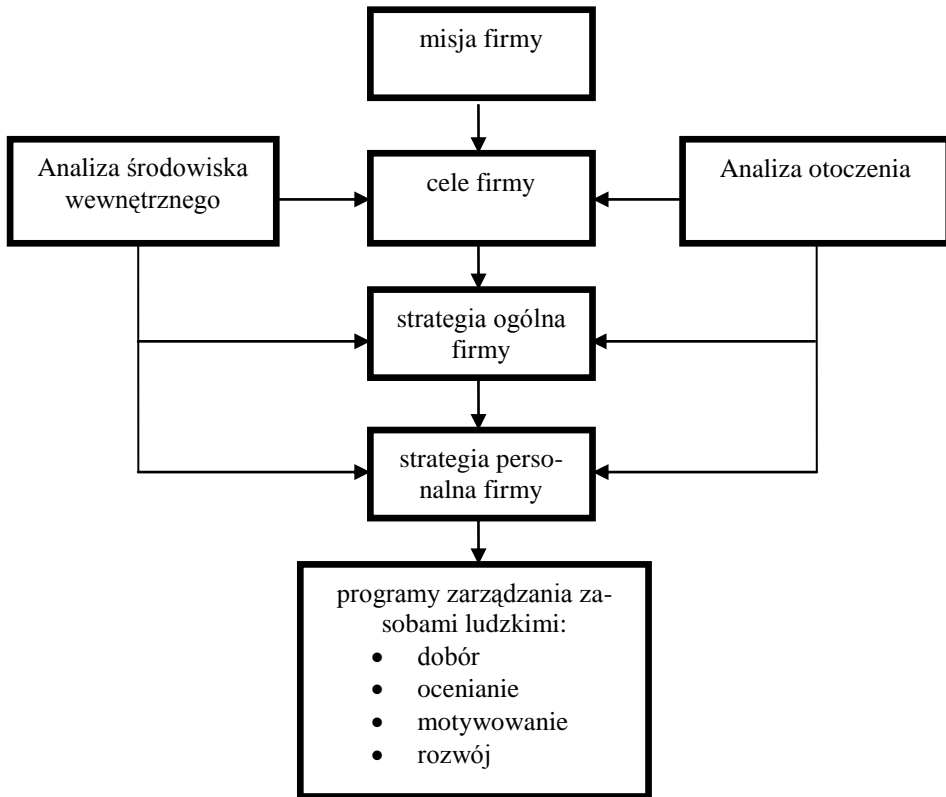 misja firmy
Analiza środowiska
wewnętrznego
cele firmy
Analiza otoczenia
strategia ogólna
firmy
strategia perso-
nalna firmy
programy zarządzania za-
sobami ludzkimi:
• dobór
• ocenianie
• motywowanie
• rozwój